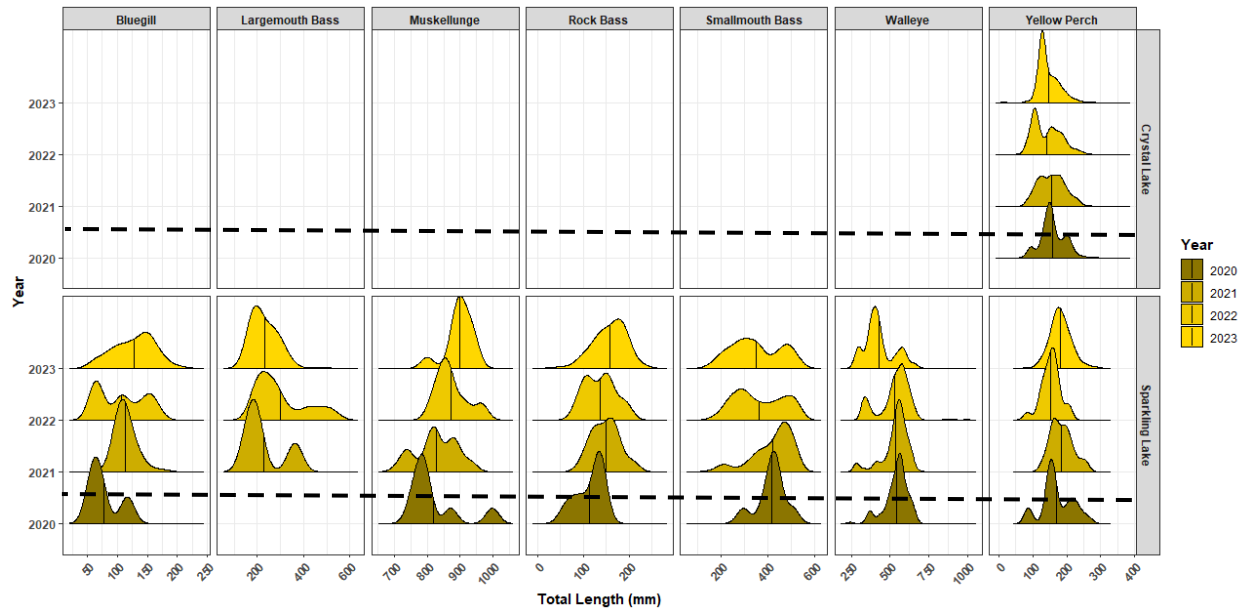 Bluegill
Largemouth Bass
Muskellunge
Rock Bass
Smallmouth Bass
Walleye
Yellow Perch
2023
2022
2021
2020
Crystal Lake
Year
2023
2022
2021
2020
Sparkling Lake
50 100 150 200 250
200 400 600
700 800 900 1000
0 100 200
200 400 600
250 500 750 1000
0 100 200 300 400
Total Length (mm)
Year
2020
2021
2022
2023